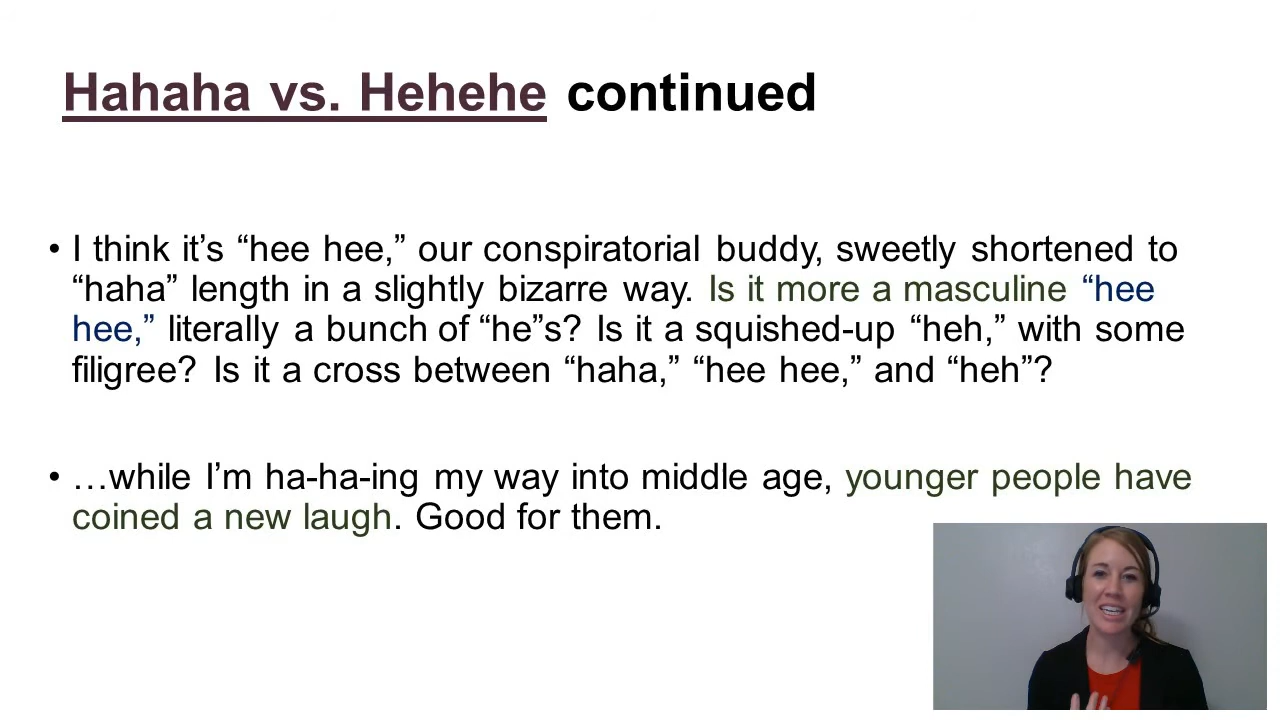 Hahaha vs. Hehehe continued
• I think it’s “hee hee,” our conspiratorial buddy, sweetly shortened to
“haha” length in a slightly bizarre way. Is it more a masculine “hee
hee,” literally a bunch of “he”s? Is it a squished-up “heh,” with some
filigree? Is it a cross between “haha,” “hee hee,” and “heh”?
• …while I’m ha-ha-ing my way into middle age, younger people have
coined a new laugh. Good for them.